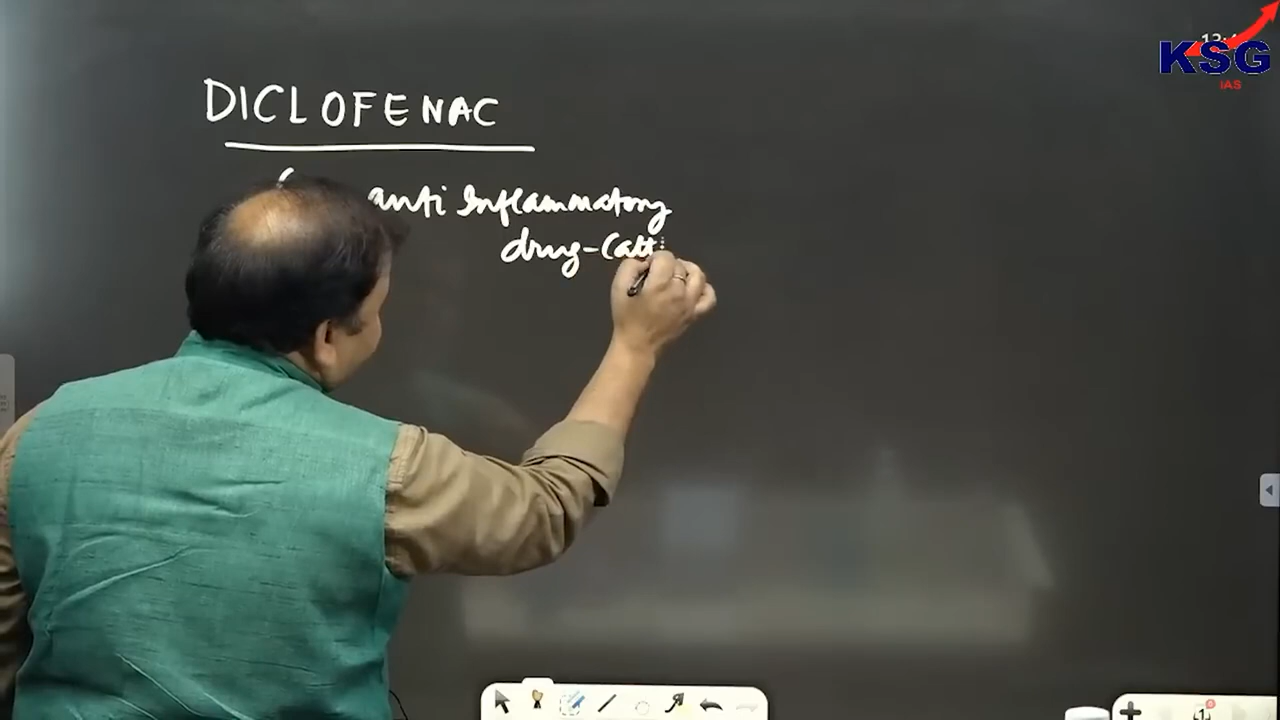 KSG
IAS
DICLOFENAC
anti Inflammatory
drug-(Catt